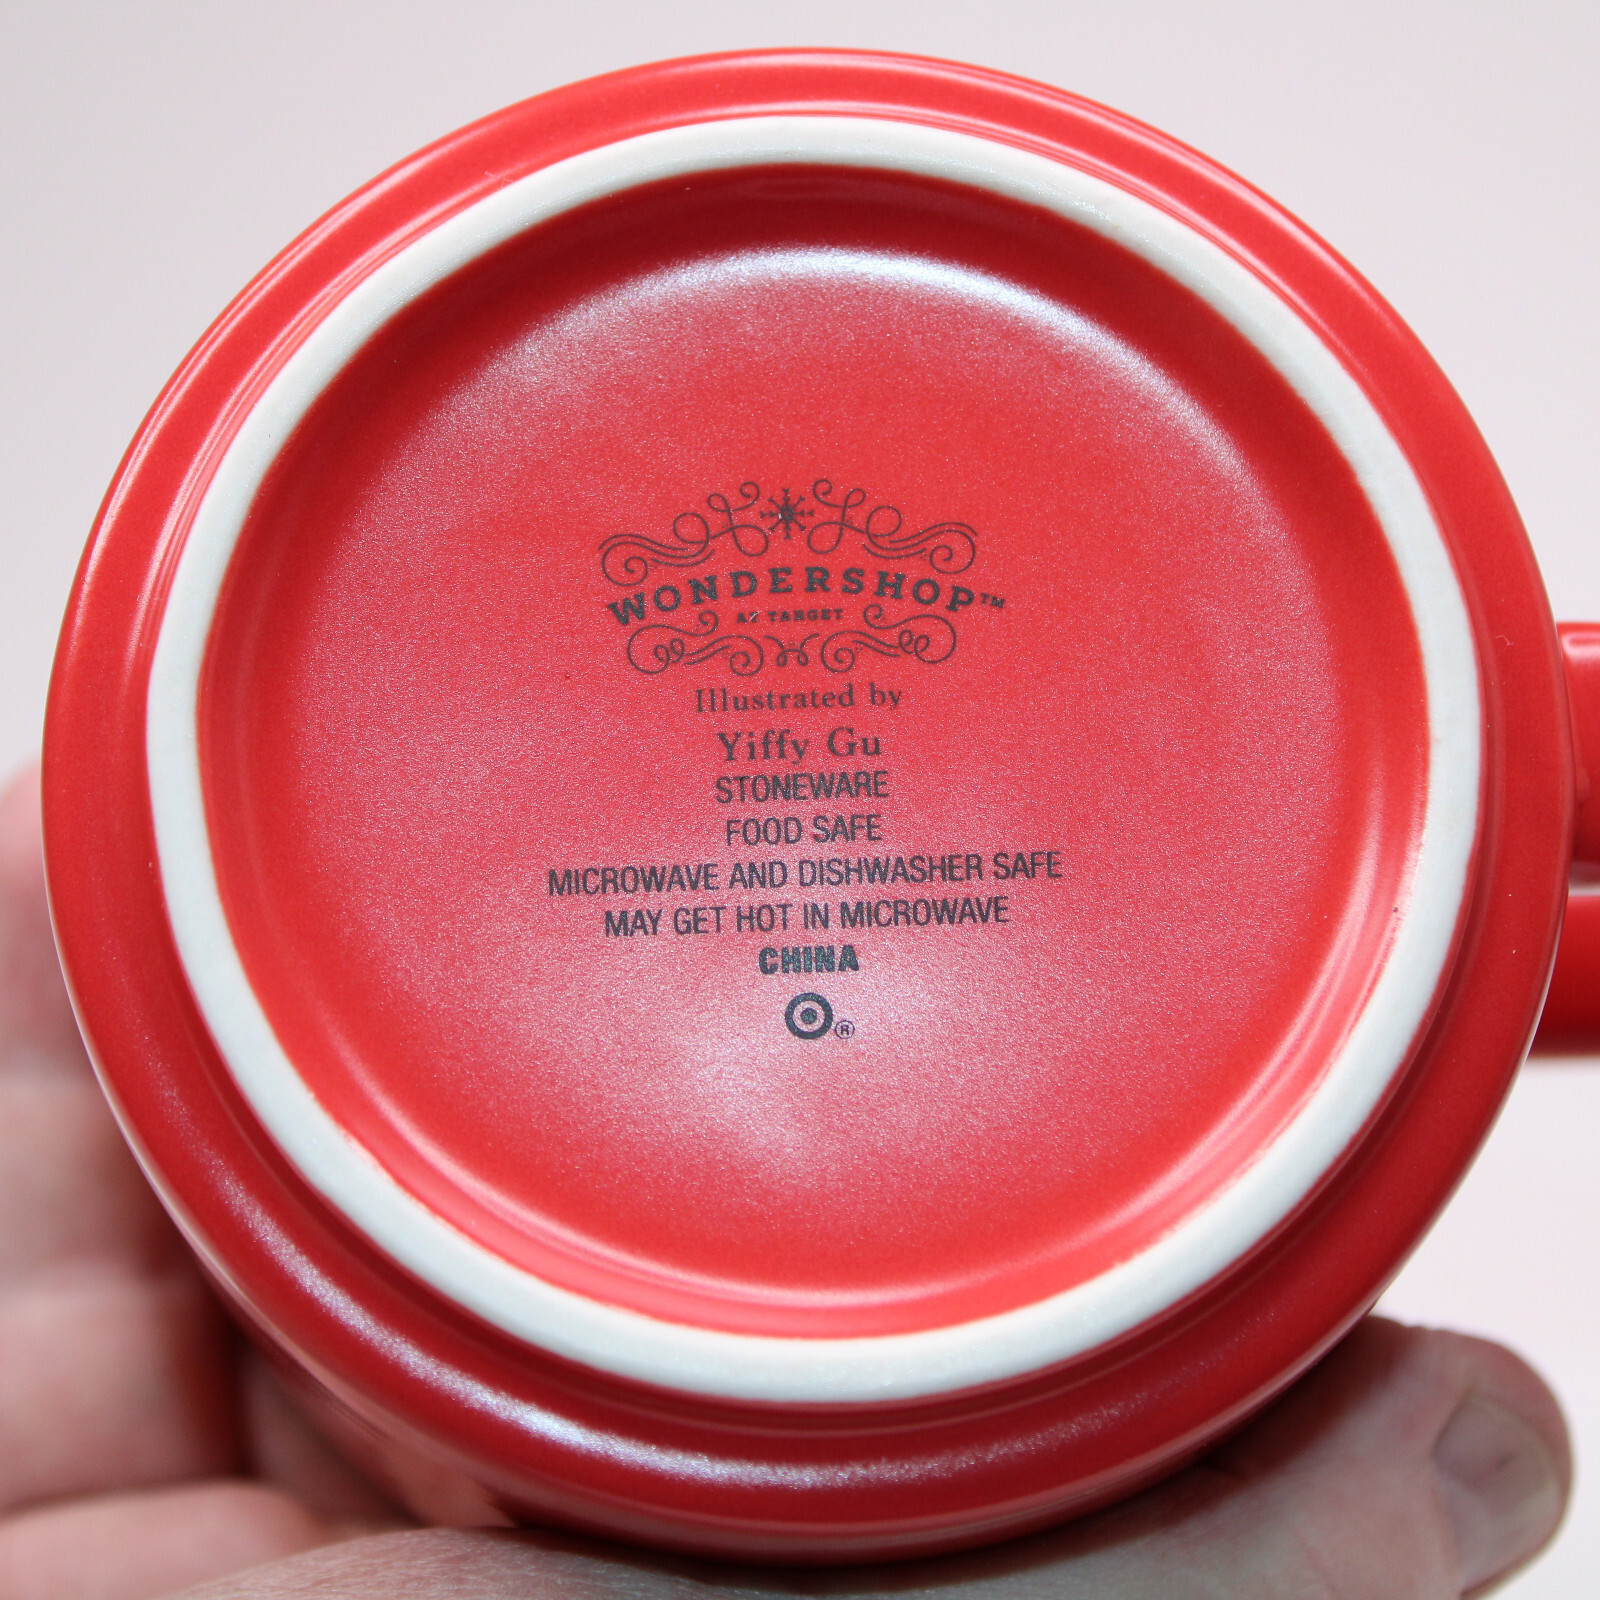 WONDERSHOP™
AT TARGET
Illustrated by
Yiffy Gu
STONEWARE
FOOD SAFE
MICROWAVE AND DISHWASHER SAFE
MAY GET HOT IN MICROWAVE
CHINA
®